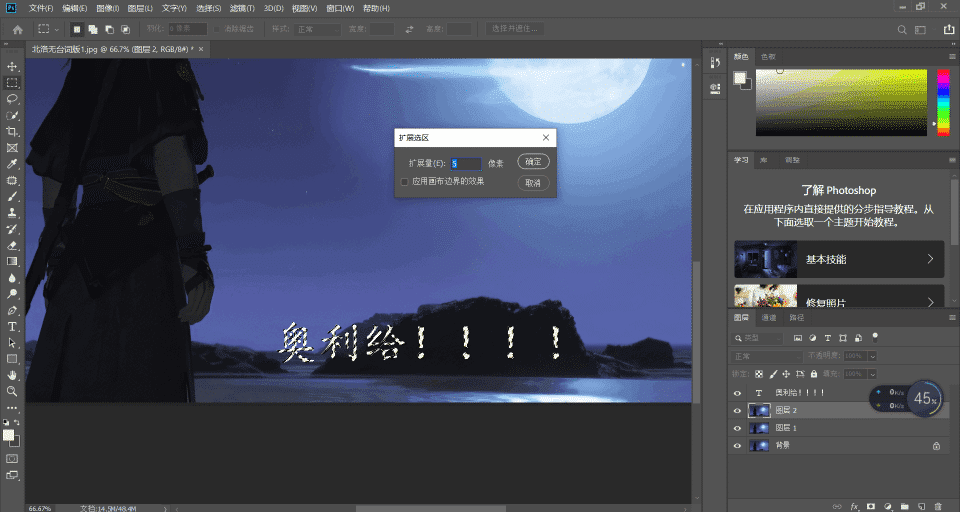 Ps 文件(F) 编辑(E) 图像(I) 图层(L) 文字(Y) 选择(S) 滤镜(T) 3D(D) 视图(V) 窗口(W) 帮助(H)
羽化: 0 像素 消除锯齿 样式: 正常 宽度: 高度: 选择并遮住...
北洛无台词版1.jpg @ 66.7% (图层 2, RGB/8#) * ×
颜色 色板
扩展选区
扩展量(E): 5 像素 确定
应用画布边界的效果 取消
学习 库 调整
了解 Photoshop
在应用程序内直接提供的分步指导教程。从
下面选取一个主题开始教程。
基本技能
修复照片
奥利给！！！！
图层 通道 路径
类型
正常 不透明度: 100%
锁定: 填充: 100%
T 奥利给！！！！
图层 2
图层 1
背景
0K/s
0K/s
45%
66.67% 文档:14.5M/48.4M